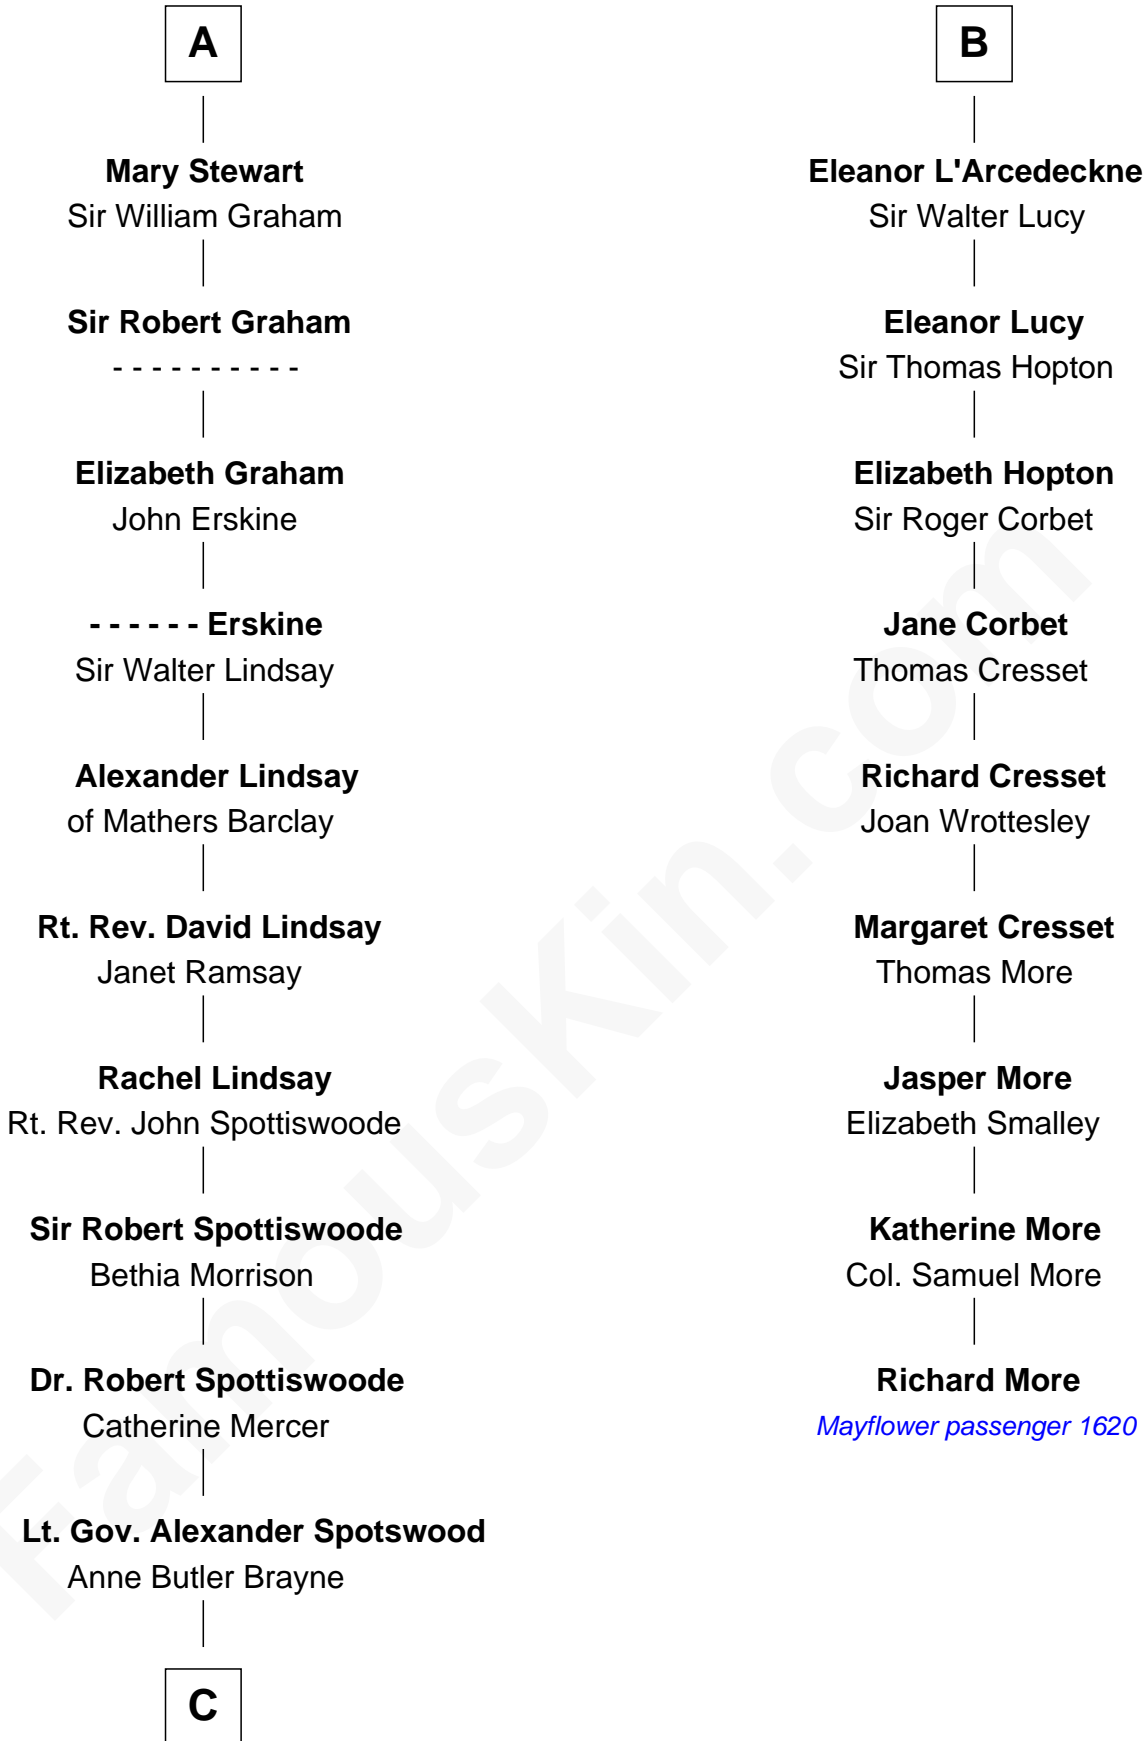 A
Mary Stewart
Sir William Graham
Sir Robert Graham
- - - - - - - - - -
Elizabeth Graham
John Erskine
- - - - - - Erskine
Sir Walter Lindsay
Alexander Lindsay
of Mathers Barclay
Rt. Rev. David Lindsay
Janet Ramsay
Rachel Lindsay
Rt. Rev. John Spottiswoode
Sir Robert Spottiswoode
Bethia Morrison
Dr. Robert Spottiswoode
Catherine Mercer
Lt. Gov. Alexander Spotswood
Anne Butler Brayne
C
B
Eleanor L'Arcedeckne
Sir Walter Lucy
Eleanor Lucy
Sir Thomas Hopton
Elizabeth Hopton
Sir Roger Corbet
Jane Corbet
Thomas Cresset
Richard Cresset
Joan Wrottesley
Margaret Cresset
Thomas More
Jasper More
Elizabeth Smalley
Katherine More
Col. Samuel More
Richard More
Mayflower passenger 1620
FamousKin.com